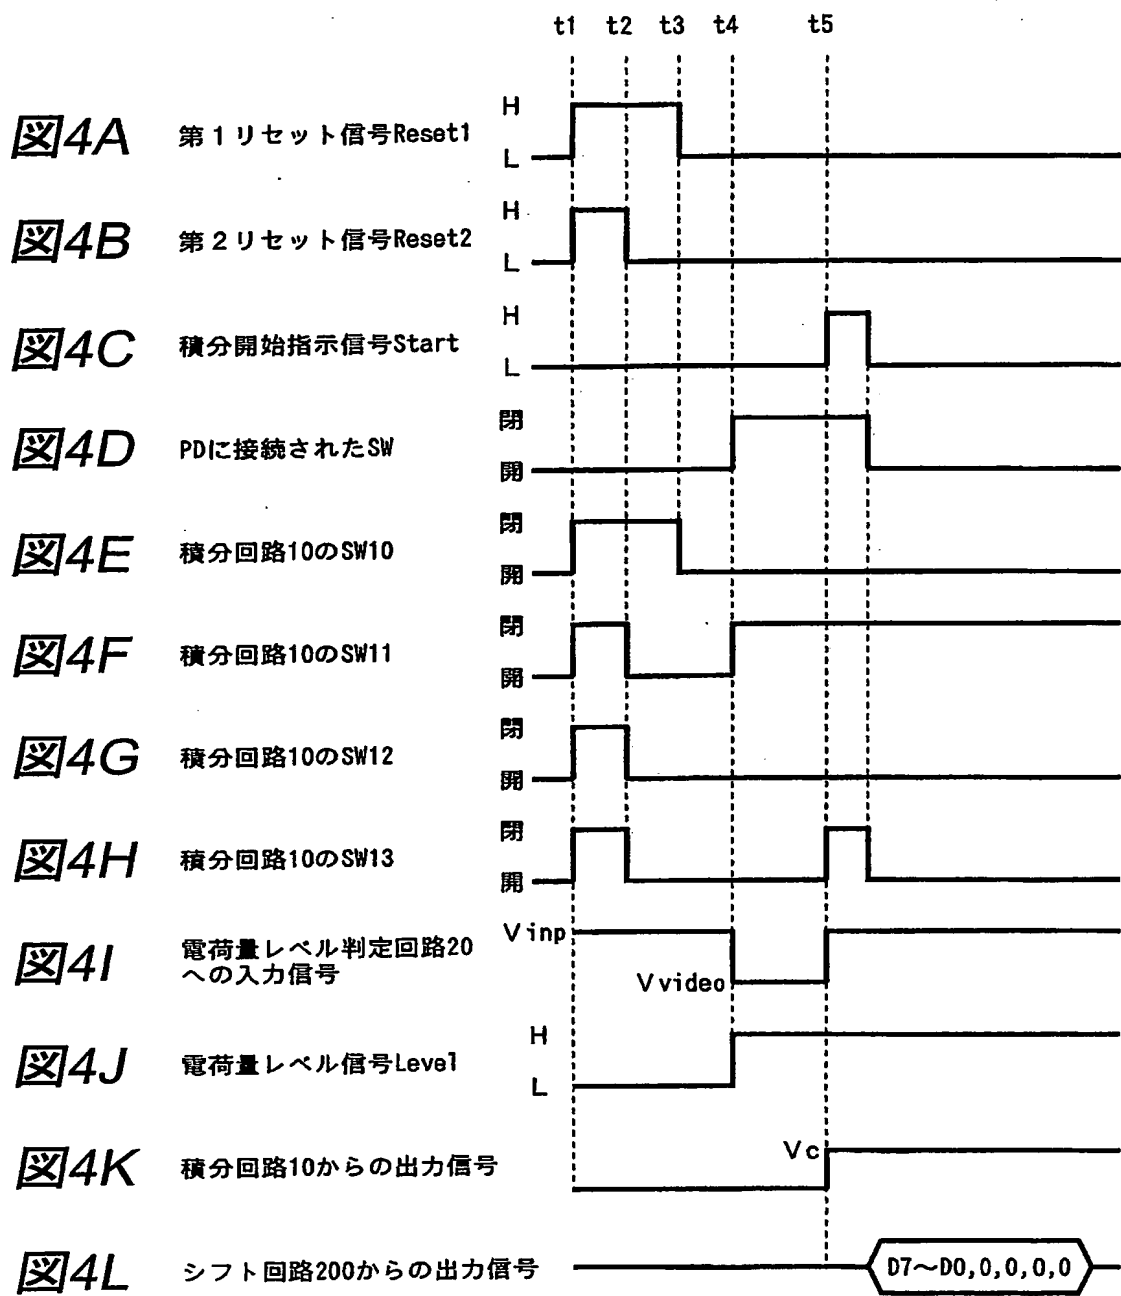 t1 t2 t3 t4 t5
図4A 第1リセット信号Reset1 H
L
図4B 第2リセット信号Reset2 H
L
図4C 積分開始指示信号Start H
L
図4D PDに接続されたSW 閉
開
図4E 積分回路10のSW10 閉
開
図4F 積分回路10のSW11 閉
開
図4G 積分回路10のSW12 閉
開
図4H 積分回路10のSW13 閉
開
図4I 電荷量レベル判定回路20
への入力信号
Vinp
Vvideo
図4J 電荷量レベル信号Level H
L
図4K 積分回路10からの出力信号 Vc
図4L シフト回路200からの出力信号 D7〜D0,0,0,0,0